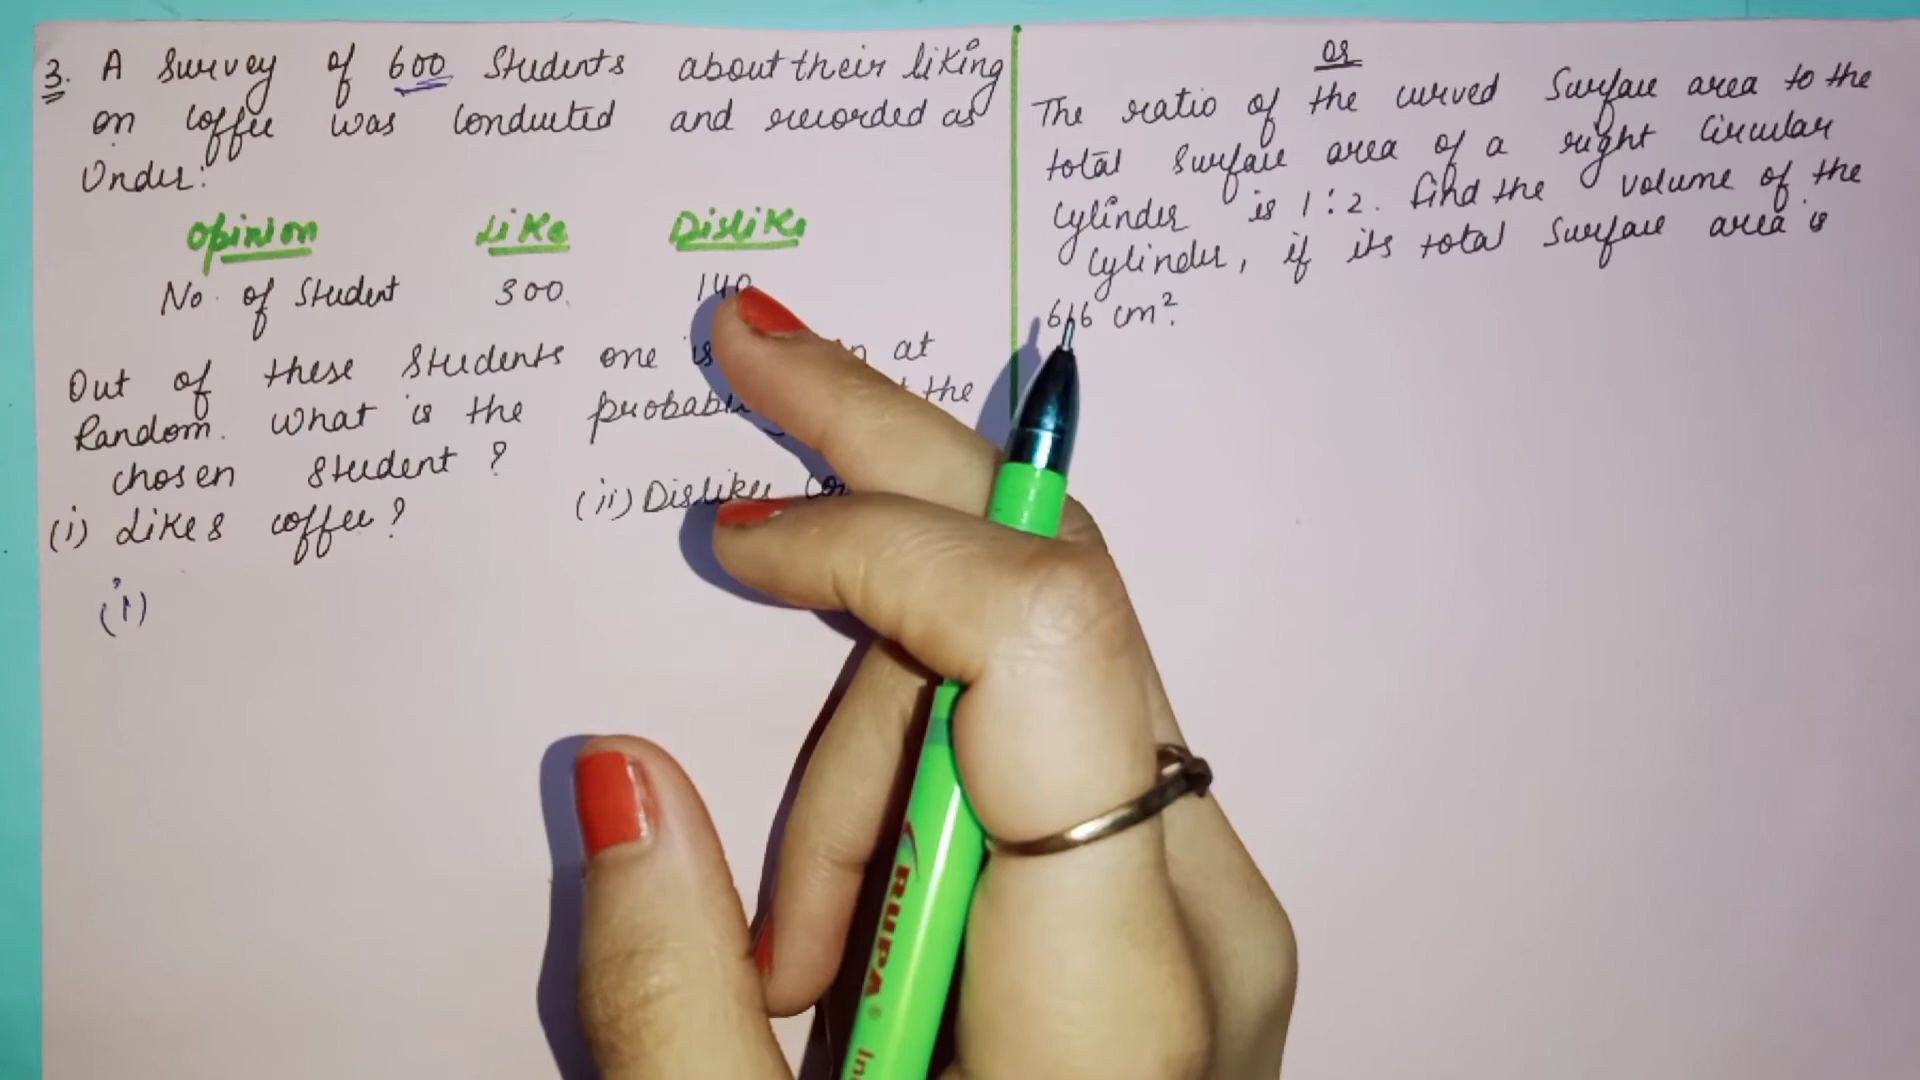 3. A Survey of 600 Students about their liking
on coffee was conducted and recorded as
Under:
Opinion Like Dislike
No. of Student 300. 140
Out of these Students one is at
Random. What is the the
chosen Student ?
(i) Likes coffee ? (ii) Dislikes
(i)
OR
The ratio of the curved Surface area to the
total surface area of a right Circular
Cylinder is 1:2. find the volume of the
Cylinder, if its total Surface area is
616 cm².
RUPA